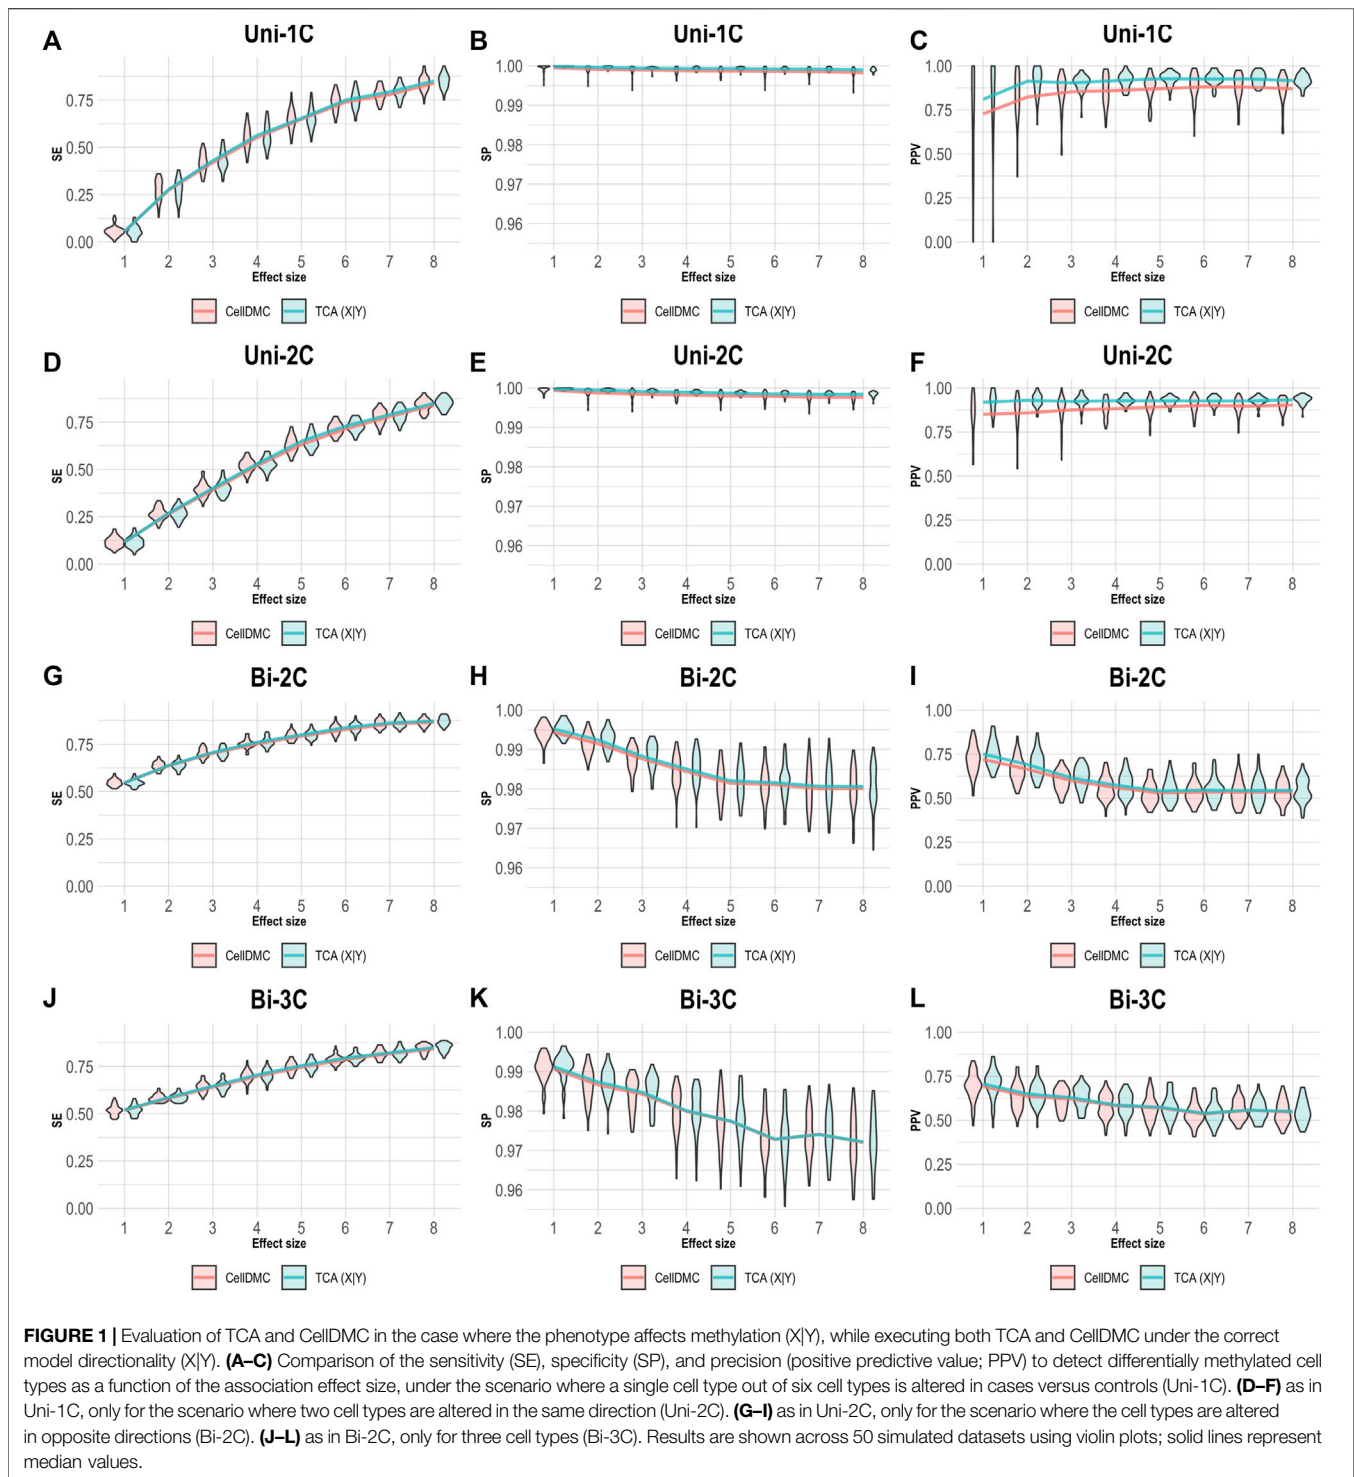 A
Uni-1C
SE
0.75
0.50
0.25
0.00
1 2 3 4 5 6 7 8
Effect size
CellDMC TCA (X|Y)
B
Uni-1C
SP
1.00
0.99
0.98
0.97
0.96
1 2 3 4 5 6 7 8
Effect size
CellDMC TCA (X|Y)
C
Uni-1C
PPV
1.00
0.75
0.50
0.25
0.00
1 2 3 4 5 6 7 8
Effect size
CellDMC TCA (X|Y)
D
Uni-2C
SE
0.75
0.50
0.25
0.00
1 2 3 4 5 6 7 8
Effect size
CellDMC TCA (X|Y)
E
Uni-2C
SP
1.00
0.99
0.98
0.97
0.96
1 2 3 4 5 6 7 8
Effect size
CellDMC TCA (X|Y)
F
Uni-2C
PPV
1.00
0.75
0.50
0.25
0.00
1 2 3 4 5 6 7 8
Effect size
CellDMC TCA (X|Y)
G
Bi-2C
SE
0.75
0.50
0.25
0.00
1 2 3 4 5 6 7 8
Effect size
CellDMC TCA (X|Y)
H
Bi-2C
SP
1.00
0.99
0.98
0.97
0.96
1 2 3 4 5 6 7 8
Effect size
CellDMC TCA (X|Y)
I
Bi-2C
PPV
1.00
0.75
0.50
0.25
0.00
1 2 3 4 5 6 7 8
Effect size
CellDMC TCA (X|Y)
J
Bi-3C
SE
0.75
0.50
0.25
0.00
1 2 3 4 5 6 7 8
Effect size
CellDMC TCA (X|Y)
K
Bi-3C
SP
1.00
0.99
0.98
0.97
0.96
1 2 3 4 5 6 7 8
Effect size
CellDMC TCA (X|Y)
L
Bi-3C
PPV
1.00
0.75
0.50
0.25
0.00
1 2 3 4 5 6 7 8
Effect size
CellDMC TCA (X|Y)
FIGURE 1 | Evaluation of TCA and CellDMC in the case where the phenotype affects methylation (X|Y), while executing both TCA and CellDMC under the correct
model directionality (X|Y). (A–C) Comparison of the sensitivity (SE), specificity (SP), and precision (positive predictive value; PPV) to detect differentially methylated cell
types as a function of the association effect size, under the scenario where a single cell type out of six cell types is altered in cases versus controls (Uni-1C). (D–F) as in
Uni-1C, only for the scenario where two cell types are altered in the same direction (Uni-2C). (G–I) as in Uni-2C, only for the scenario where the cell types are altered
in opposite directions (Bi-2C). (J–L) as in Bi-2C, only for three cell types (Bi-3C). Results are shown across 50 simulated datasets using violin plots; solid lines represent
median values.